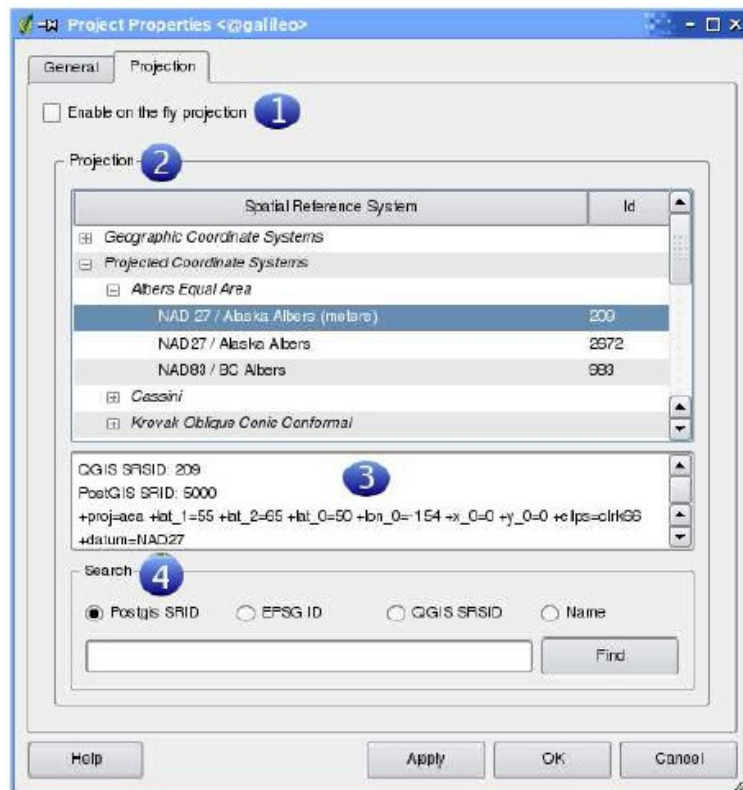 Project Properties <@galileo>
General Projection
Enable on the fly projection 1
Projection 2
Spatial Reference System Id
Geographic Coordinate Systems
Projected Coordinate Systems
Albers Equal Area
NAD 27 / Alaska Albers (meters) 209
NAD27 / Alaska Albers 2672
NAD83 / BC Albers 983
Cassini
Krovak Oblique Conic Conformal
3
QGIS SRSID: 209
PostGIS SRID: 5000
+proj=aea +lat_1=55 +lat_2=65 +lat_0=50 +lon_0=-154 +x_0=0 +y_0=0 +ellps=clrk66
+datum=NAD27
Search 4
Postgis SRID EPSG ID QGIS SRSID Name
Find
Help Apply OK Cancel